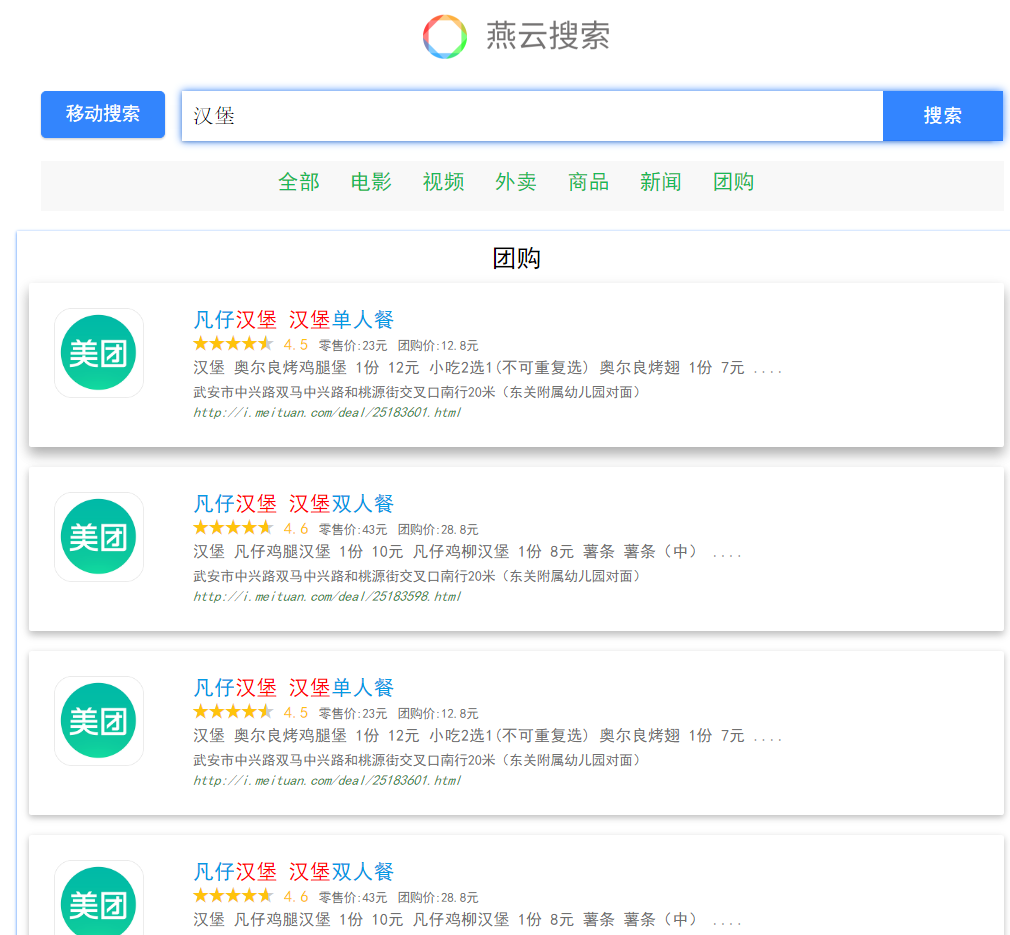 燕云搜索
移动搜索
汉堡
搜索
全部 电影 视频 外卖 商品 新闻 团购
团购
美团
凡仔汉堡 汉堡单人餐
4.5 零售价:23元 团购价:12.8元
汉堡 奥尔良烤鸡腿堡 1份 12元 小吃2选1(不可重复选) 奥尔良烤翅 1份 7元 ....
武安市中兴路双马中兴路和桃源街交叉口南行20米（东关附属幼儿园对面）
http://i.meituan.com/deal/25183601.html
美团
凡仔汉堡 汉堡双人餐
4.6 零售价:43元 团购价:28.8元
汉堡 凡仔鸡腿汉堡 1份 10元 凡仔鸡柳汉堡 1份 8元 薯条 薯条（中） ....
武安市中兴路双马中兴路和桃源街交叉口南行20米（东关附属幼儿园对面）
http://i.meituan.com/deal/25183598.html
美团
凡仔汉堡 汉堡单人餐
4.5 零售价:23元 团购价:12.8元
汉堡 奥尔良烤鸡腿堡 1份 12元 小吃2选1(不可重复选) 奥尔良烤翅 1份 7元 ....
武安市中兴路双马中兴路和桃源街交叉口南行20米（东关附属幼儿园对面）
http://i.meituan.com/deal/25183601.html
美团
凡仔汉堡 汉堡双人餐
4.6 零售价:43元 团购价:28.8元
汉堡 凡仔鸡腿汉堡 1份 10元 凡仔鸡柳汉堡 1份 8元 薯条 薯条（中） ....